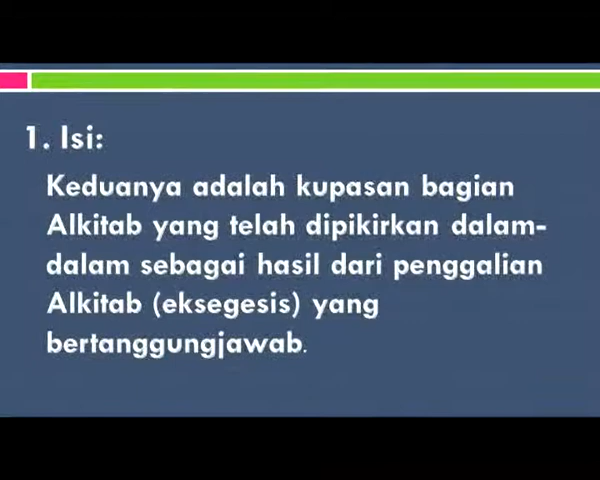 1. Isi:
Keduanya adalah kupasan bagian
Alkitab yang telah dipikirkan dalam-
dalam sebagai hasil dari penggalian
Alkitab (eksegesis) yang
bertanggungjawab.